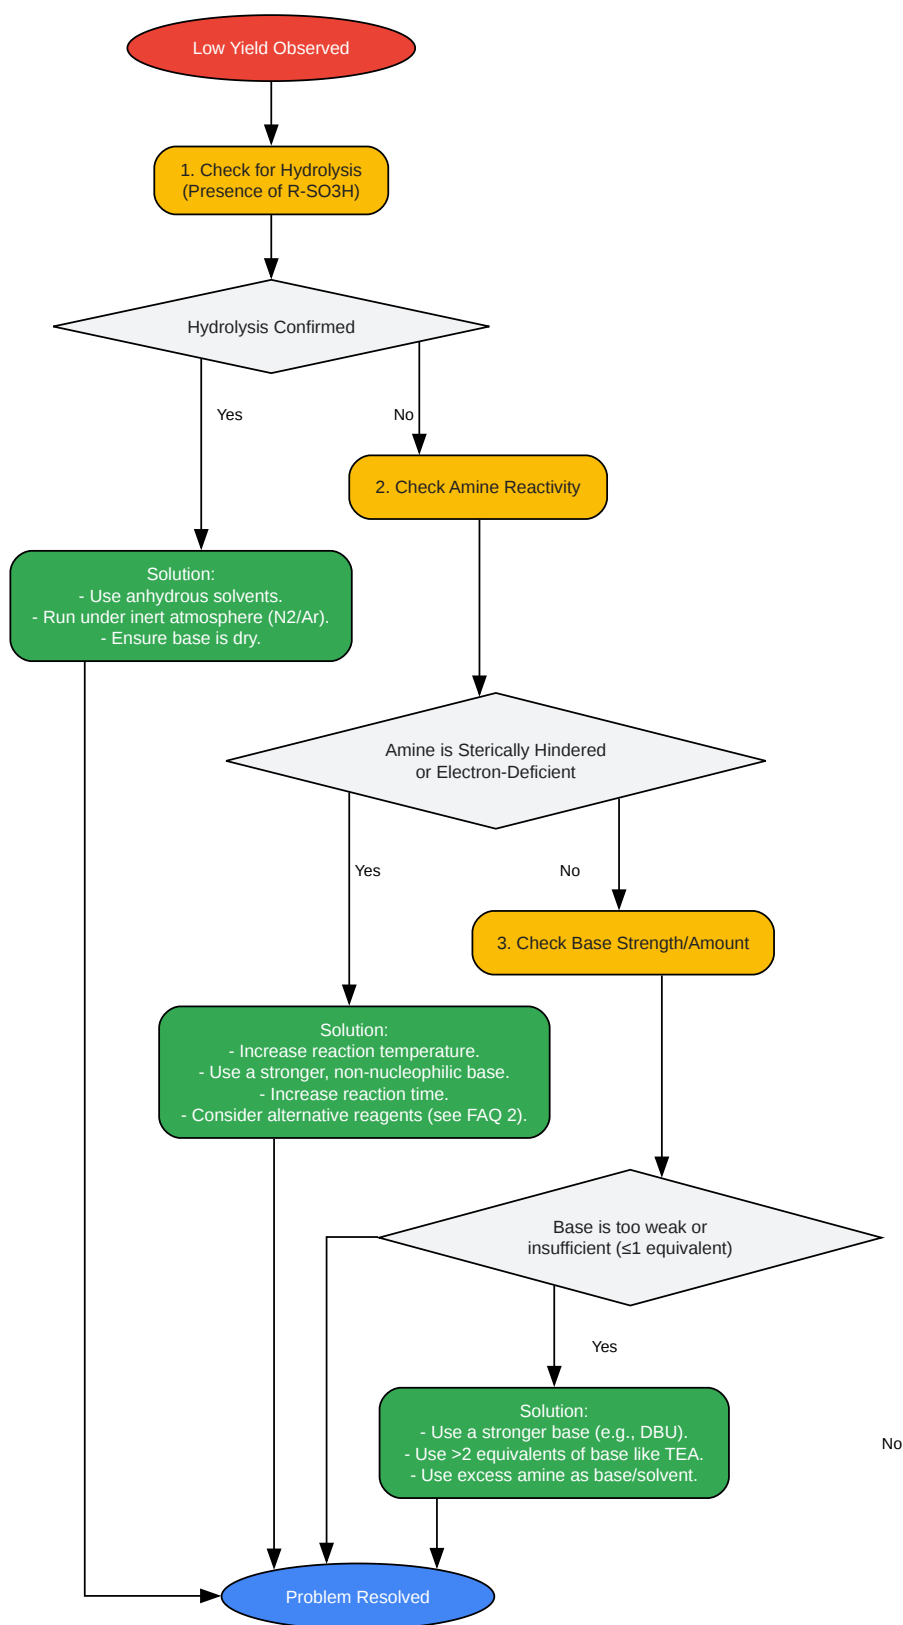 Low Yield Observed
1. Check for Hydrolysis
(Presence of R-SO3H)
Hydrolysis Confirmed
Yes
No
2. Check Amine Reactivity
Solution:
- Use anhydrous solvents.
- Run under inert atmosphere (N2/Ar).
- Ensure base is dry.
Amine is Sterically Hindered
or Electron-Deficient
Yes
No
3. Check Base Strength/Amount
Solution:
- Increase reaction temperature.
- Use a stronger, non-nucleophilic base.
- Increase reaction time.
- Consider alternative reagents (see FAQ 2).
Base is too weak or
insufficient (≤1 equivalent)
Yes
Solution:
- Use a stronger base (e.g., DBU).
- Use >2 equivalents of base like TEA.
- Use excess amine as base/solvent.
No
Problem Resolved